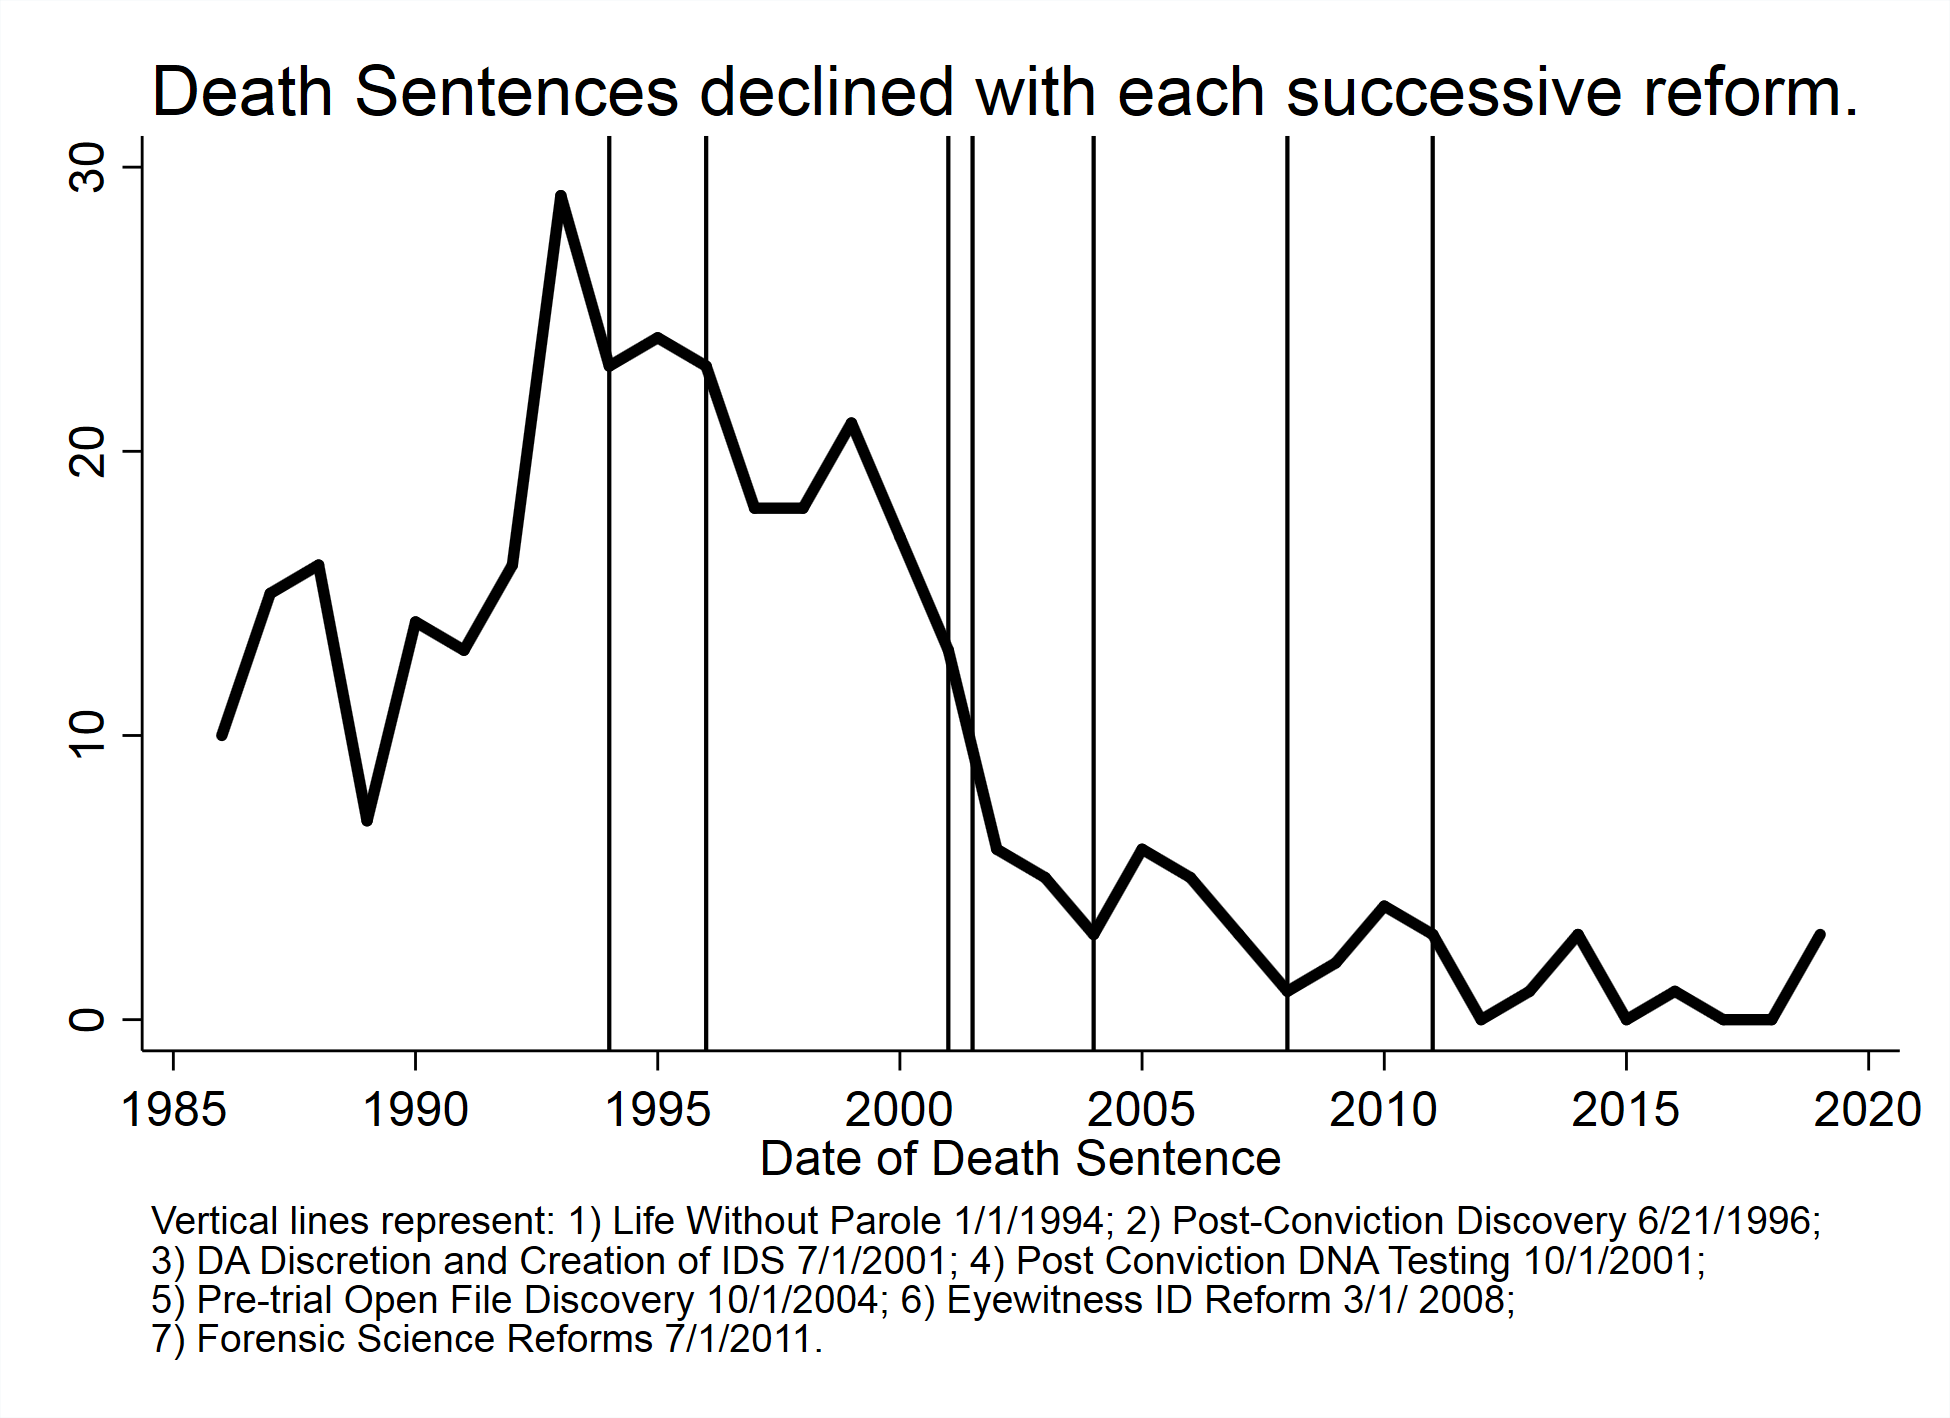 Death Sentences declined with each successive reform.
30
20
10
0
1985 1990 1995 2000 2005 2010 2015 2020
Date of Death Sentence
Vertical lines represent: 1) Life Without Parole 1/1/1994; 2) Post-Conviction Discovery 6/21/1996;
3) DA Discretion and Creation of IDS 7/1/2001; 4) Post Conviction DNA Testing 10/1/2001;
5) Pre-trial Open File Discovery 10/1/2004; 6) Eyewitness ID Reform 3/1/ 2008;
7) Forensic Science Reforms 7/1/2011.